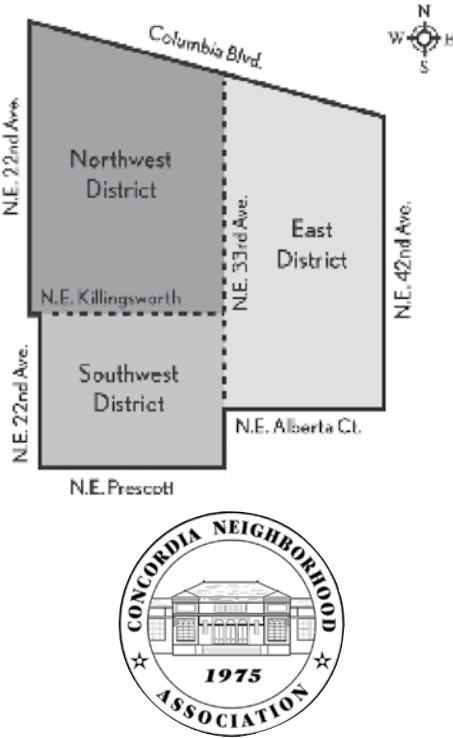 N
W E
S
Columbia Blvd.
N.E. 22nd Ave.
Northwest
District
N.E. 33rd Ave.
East
District
N.E. 42nd Ave.
N.E. Killingsworth
N.E. 22nd Ave.
Southwest
District
N.E. Alberta Ct.
N.E. Prescott
CONCORDIA NEIGHBORHOOD
1975
ASSOCIATION